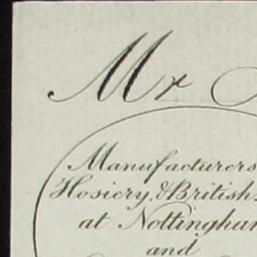 Mr
Manufacturers
Hosiery, & British
at Nottingham
and